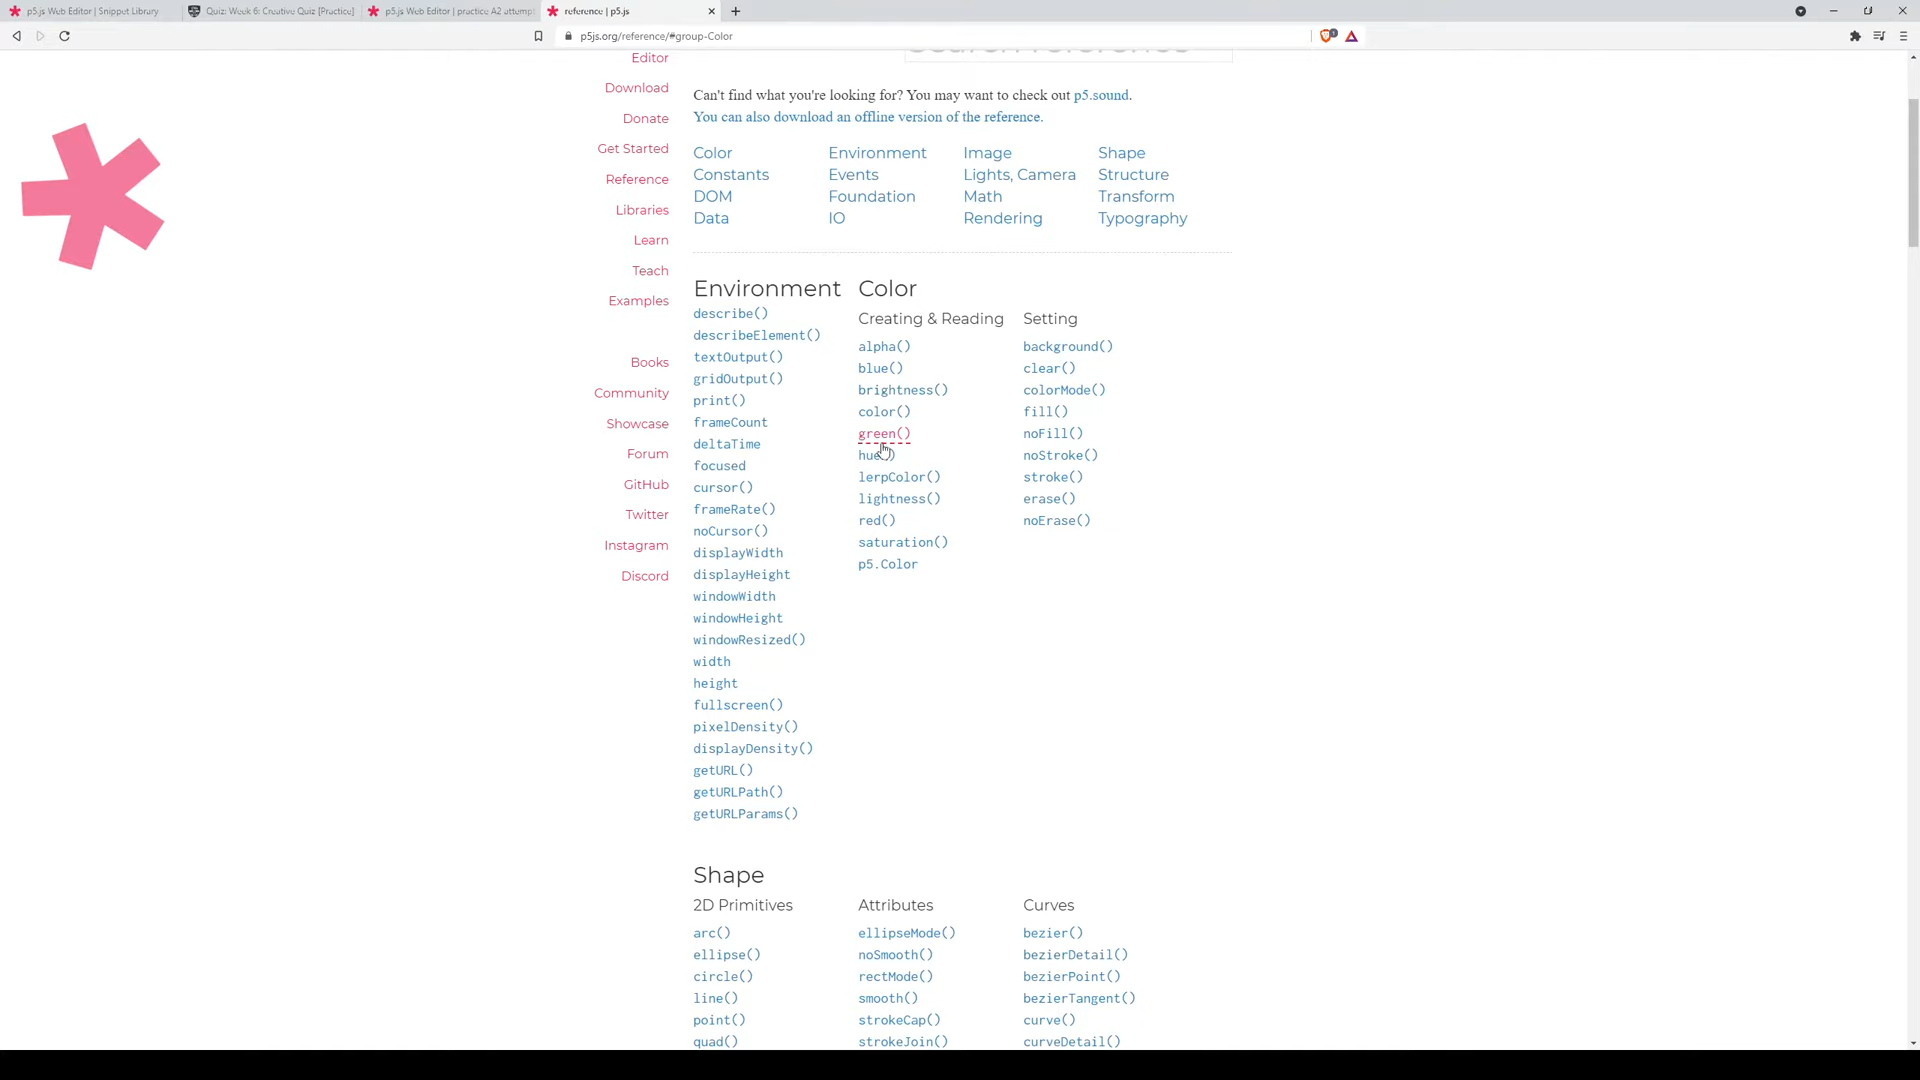 p5.js Web Editor | Snippet Library
Quiz: Week 6: Creative Quiz [Practice]
p5.js Web Editor | practice A2 attempt
reference | p5.js
p5js.org/reference/#group-Color
Search reference
Editor
Download
Donate
Get Started
Reference
Libraries
Learn
Teach
Examples
Books
Community
Showcase
Forum
GitHub
Twitter
Instagram
Discord
Can't find what you're looking for? You may want to check out p5.sound.
You can also download an offline version of the reference.
Color Environment Image Shape
Constants Events Lights, Camera Structure
DOM Foundation Math Transform
Data IO Rendering Typography
Environment
describe()
describeElement()
textOutput()
gridOutput()
print()
frameCount
deltaTime
focused
cursor()
frameRate()
noCursor()
displayWidth
displayHeight
windowWidth
windowHeight
windowResized()
width
height
fullscreen()
pixelDensity()
displayDensity()
getURL()
getURLPath()
getURLParams()
Color
Creating & Reading
alpha()
blue()
brightness()
color()
green()
hue()
lerpColor()
lightness()
red()
saturation()
p5.Color
Setting
background()
clear()
colorMode()
fill()
noFill()
noStroke()
stroke()
erase()
noErase()
Shape
2D Primitives
arc()
ellipse()
circle()
line()
point()
quad()
Attributes
ellipseMode()
noSmooth()
rectMode()
smooth()
strokeCap()
strokeJoin()
Curves
bezier()
bezierDetail()
bezierPoint()
bezierTangent()
curve()
curveDetail()